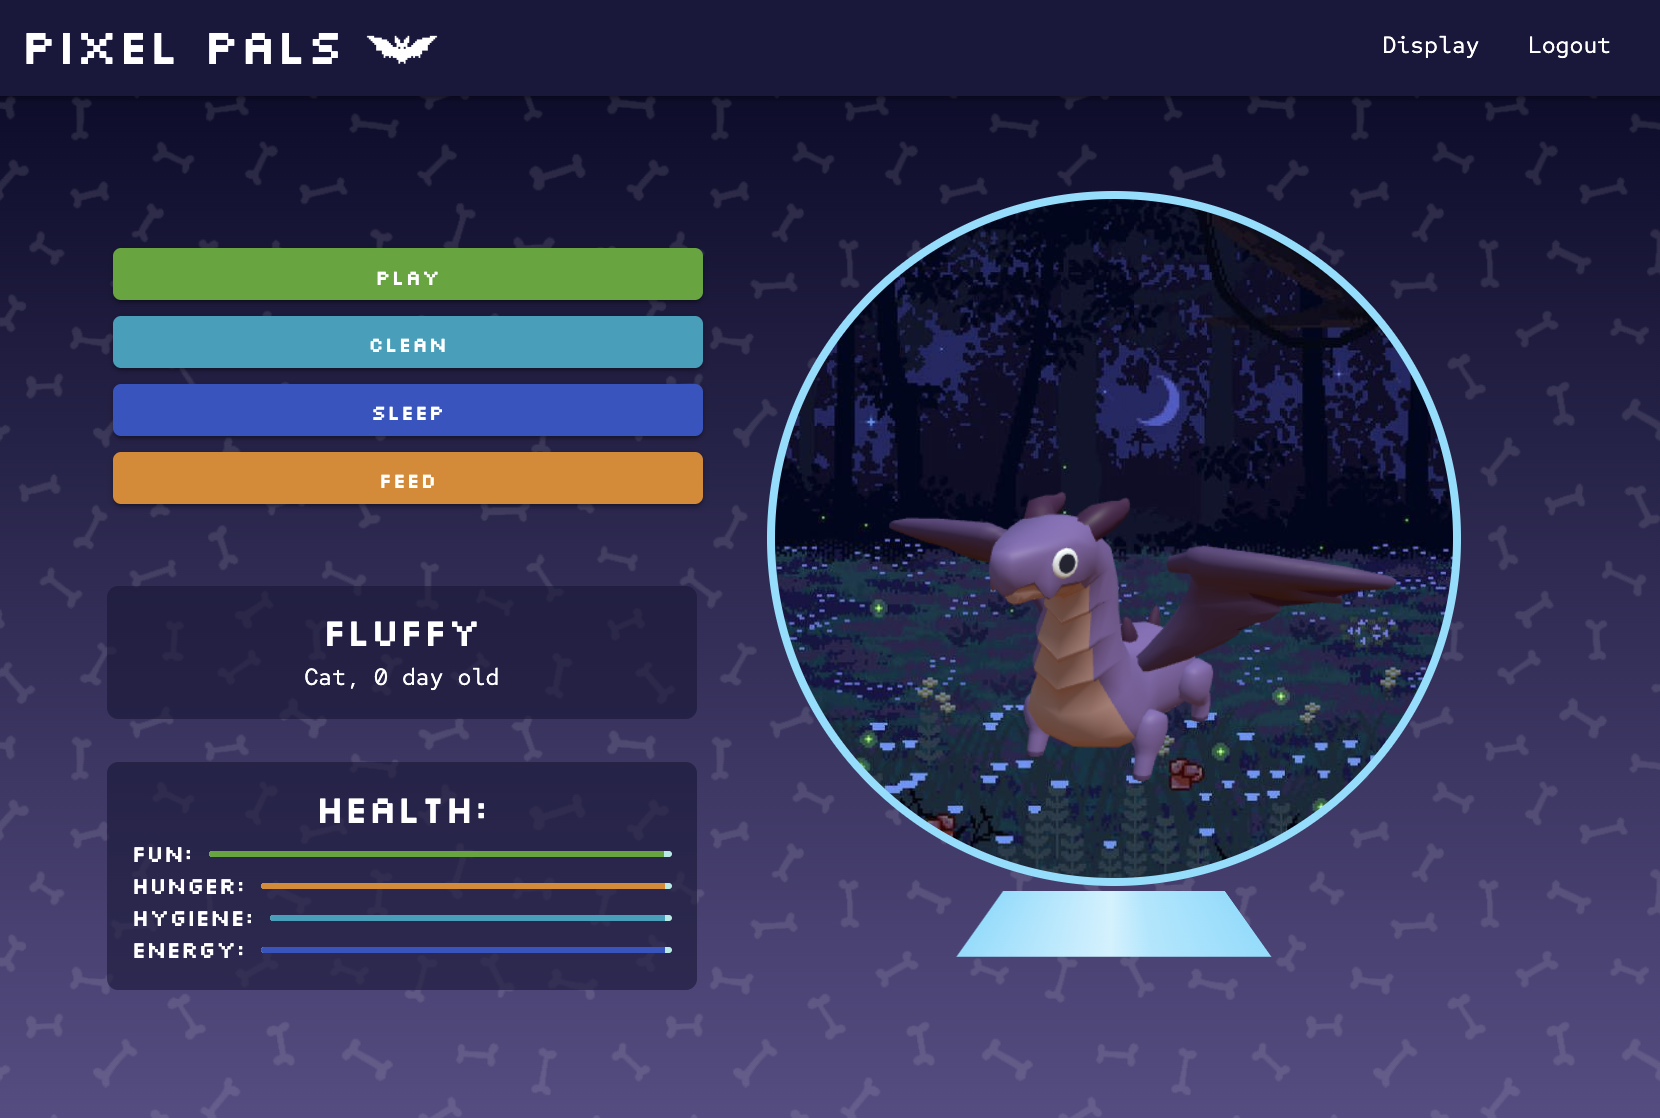 PIXEL PALS
Display
Logout
PLAY
CLEAN
SLEEP
FEED
FLUFFY
Cat, 0 day old
HEALTH:
FUN:
HUNGER:
HYGIENE:
ENERGY: